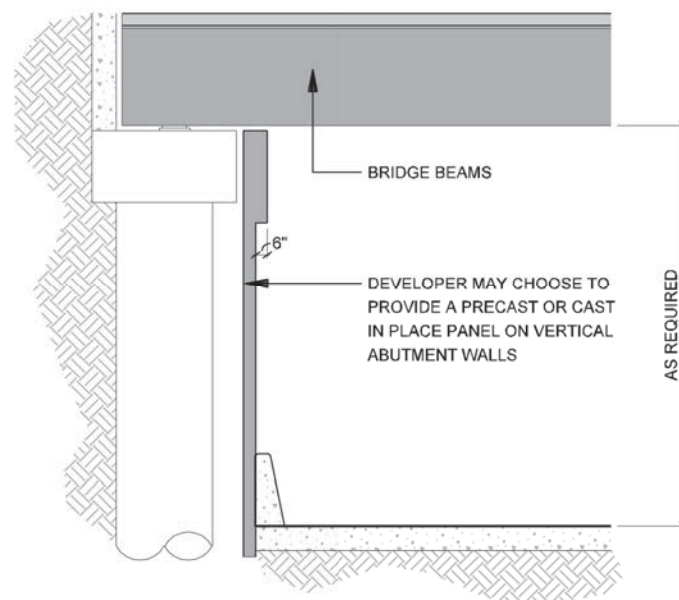 BRIDGE BEAMS
6"
DEVELOPER MAY CHOOSE TO
PROVIDE A PRECAST OR CAST
IN PLACE PANEL ON VERTICAL
ABUTMENT WALLS
AS REQUIRED